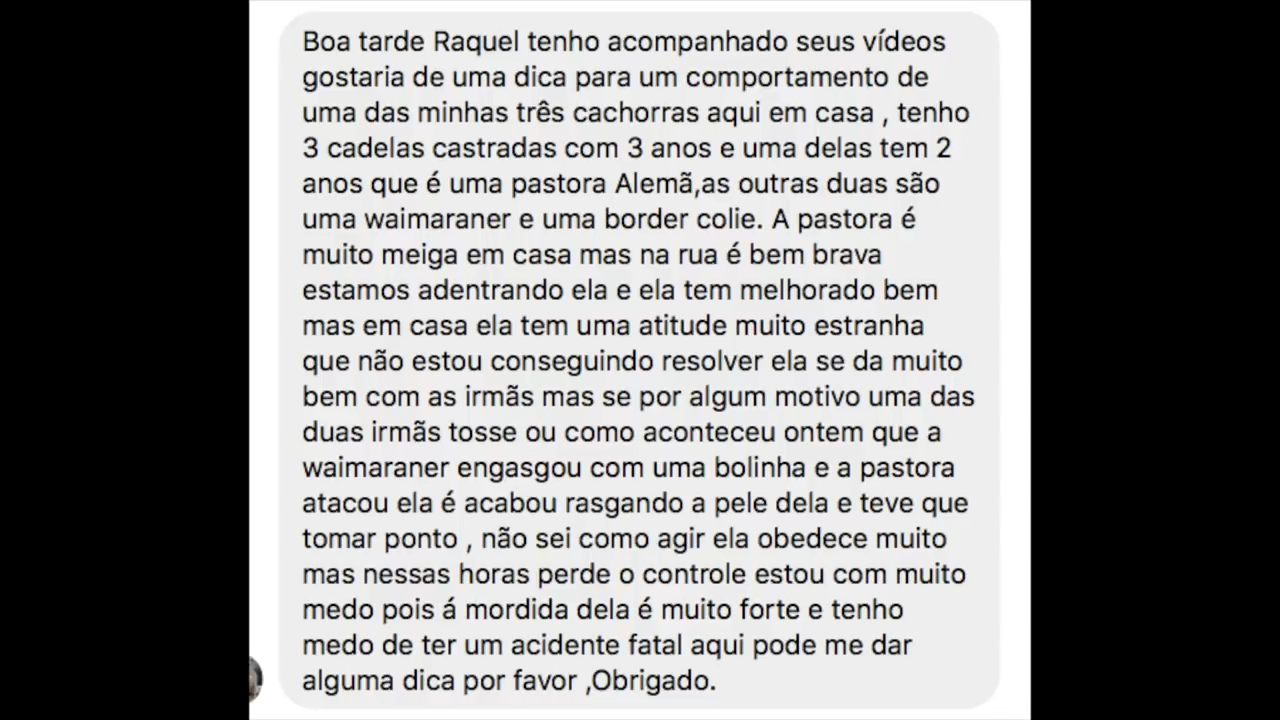 Boa tarde Raquel tenho acompanhado seus vídeos
gostaria de uma dica para um comportamento de
uma das minhas três cachorras aqui em casa , tenho
3 cadelas castradas com 3 anos e uma delas tem 2
anos que é uma pastora Alemã,as outras duas são
uma waimaraner e uma border colie. A pastora é
muito meiga em casa mas na rua é bem brava
estamos adentrando ela e ela tem melhorado bem
mas em casa ela tem uma atitude muito estranha
que não estou conseguindo resolver ela se da muito
bem com as irmãs mas se por algum motivo uma das
duas irmãs tosse ou como aconteceu ontem que a
waimaraner engasgou com uma bolinha e a pastora
atacou ela é acabou rasgando a pele dela e teve que
tomar ponto , não sei como agir ela obedece muito
mas nessas horas perde o controle estou com muito
medo pois á mordida dela é muito forte e tenho
medo de ter um acidente fatal aqui pode me dar
alguma dica por favor ,Obrigado.